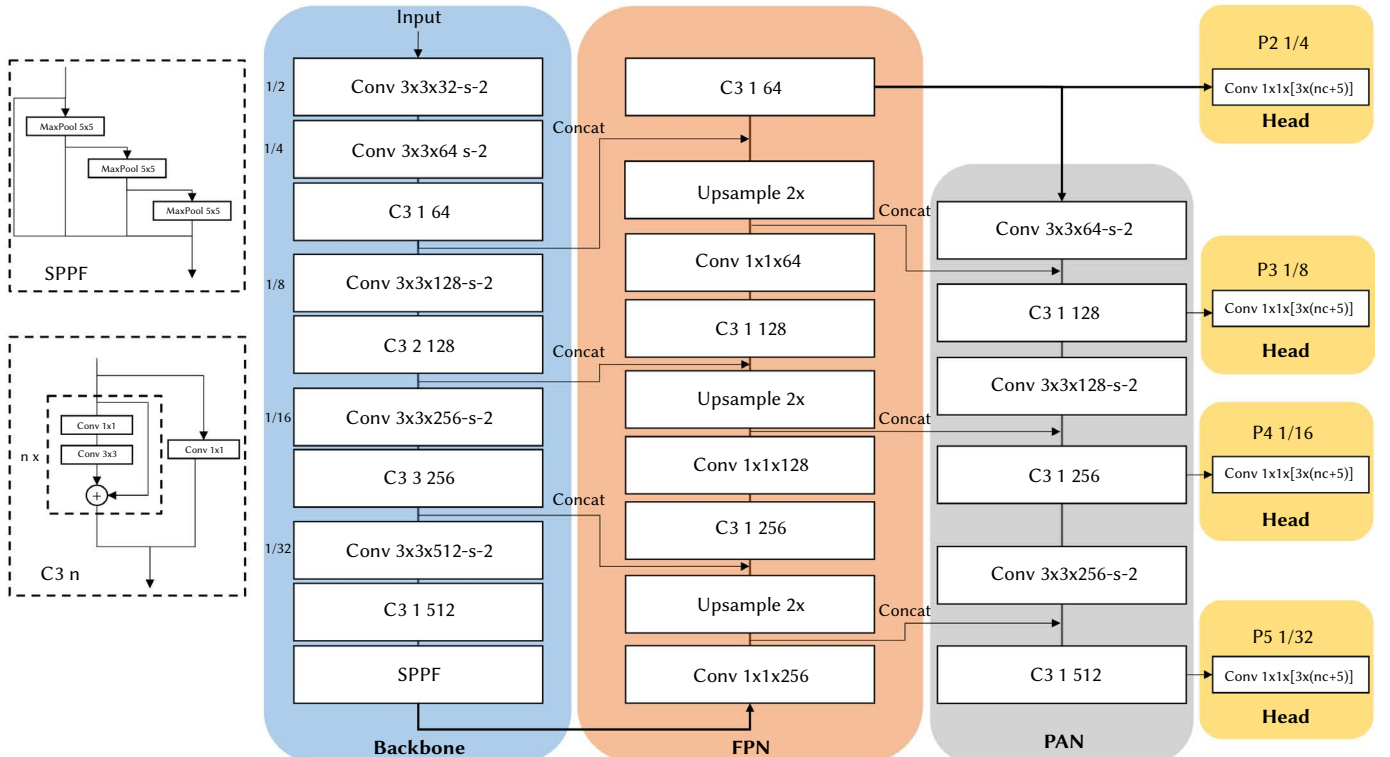 MaxPool 5x5
MaxPool 5x5
MaxPool 5x5
SPPF
n x
Conv 1x1
Conv 3x3
+
Conv 1x1
C3 n
Input
1/2
Conv 3x3x32-s-2
1/4
Conv 3x3x64 s-2
C3 1 64
1/8
Conv 3x3x128-s-2
C3 2 128
1/16
Conv 3x3x256-s-2
C3 3 256
1/32
Conv 3x3x512-s-2
C3 1 512
SPPF
Backbone
Concat
Concat
Concat
C3 1 64
Upsample 2x
Conv 1x1x64
C3 1 128
Upsample 2x
Conv 1x1x128
C3 1 256
Upsample 2x
Conv 1x1x256
FPN
Concat
Concat
Concat
Conv 3x3x64-s-2
C3 1 128
Conv 3x3x128-s-2
C3 1 256
Conv 3x3x256-s-2
C3 1 512
PAN
P2 1/4
Conv 1x1x[3x(nc+5)]
Head
P3 1/8
Conv 1x1x[3x(nc+5)]
Head
P4 1/16
Conv 1x1x[3x(nc+5)]
Head
P5 1/32
Conv 1x1x[3x(nc+5)]
Head